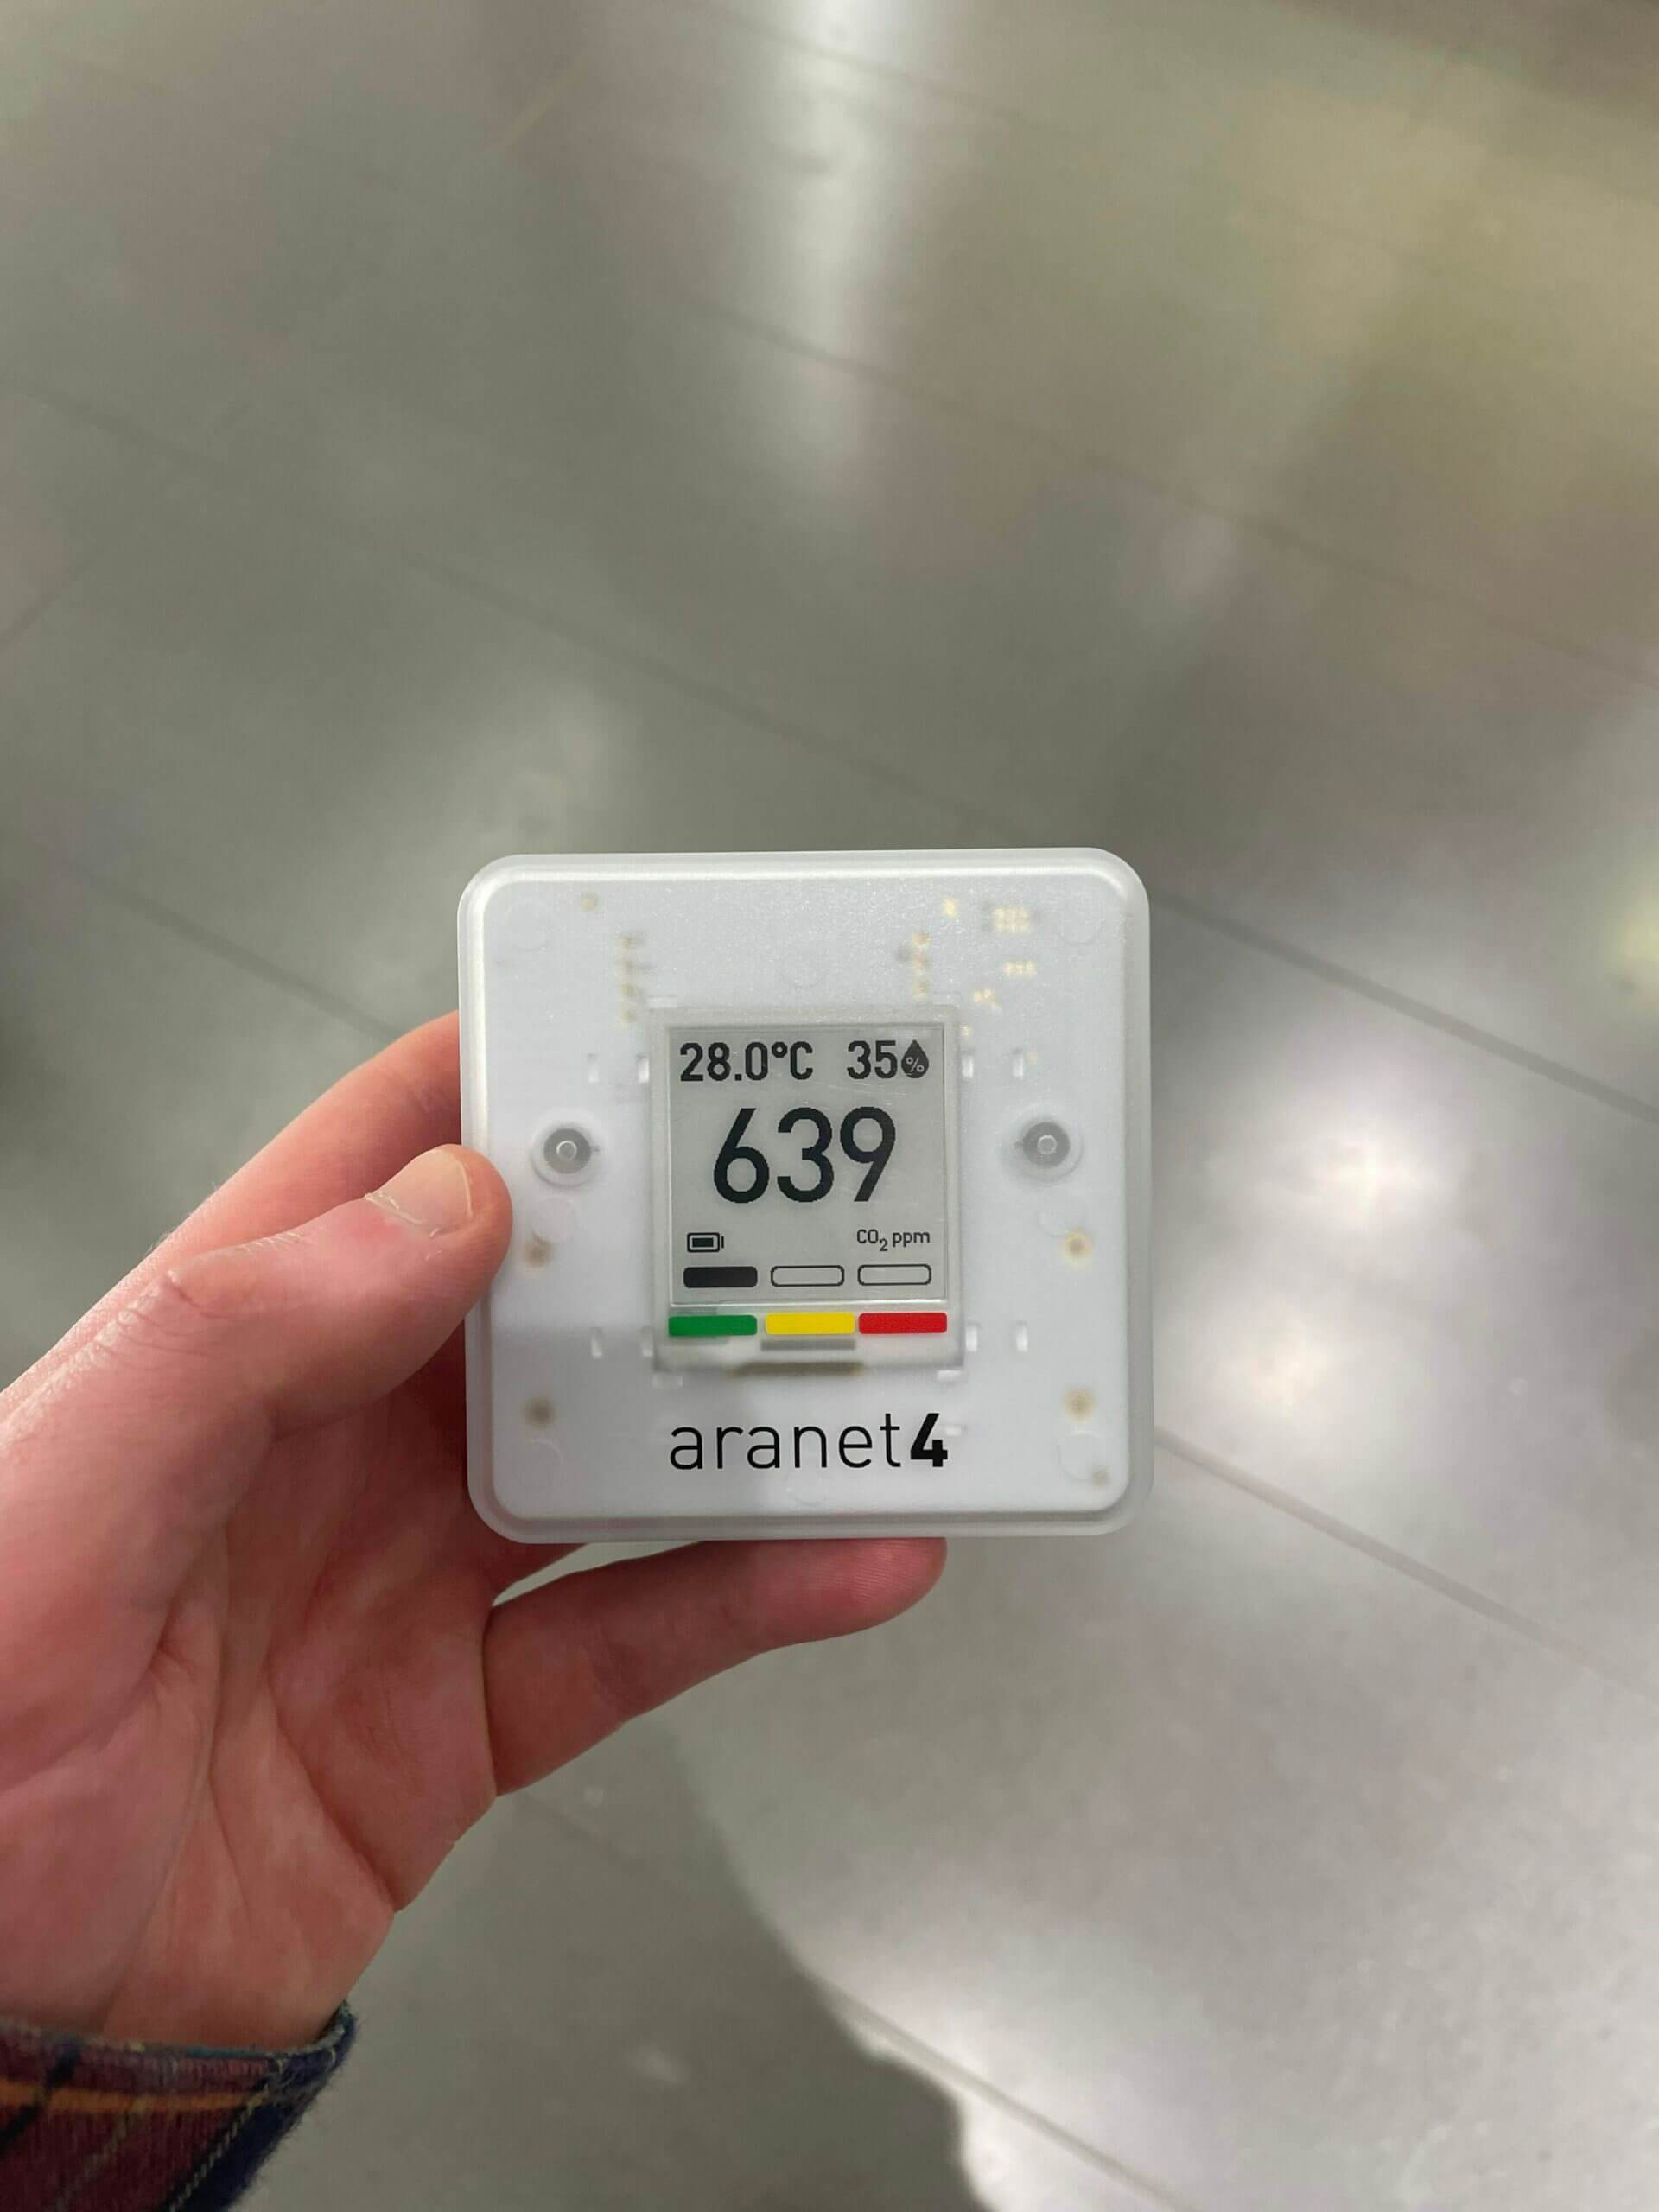 28.0°C 35%
639
CO₂ ppm
aranet4